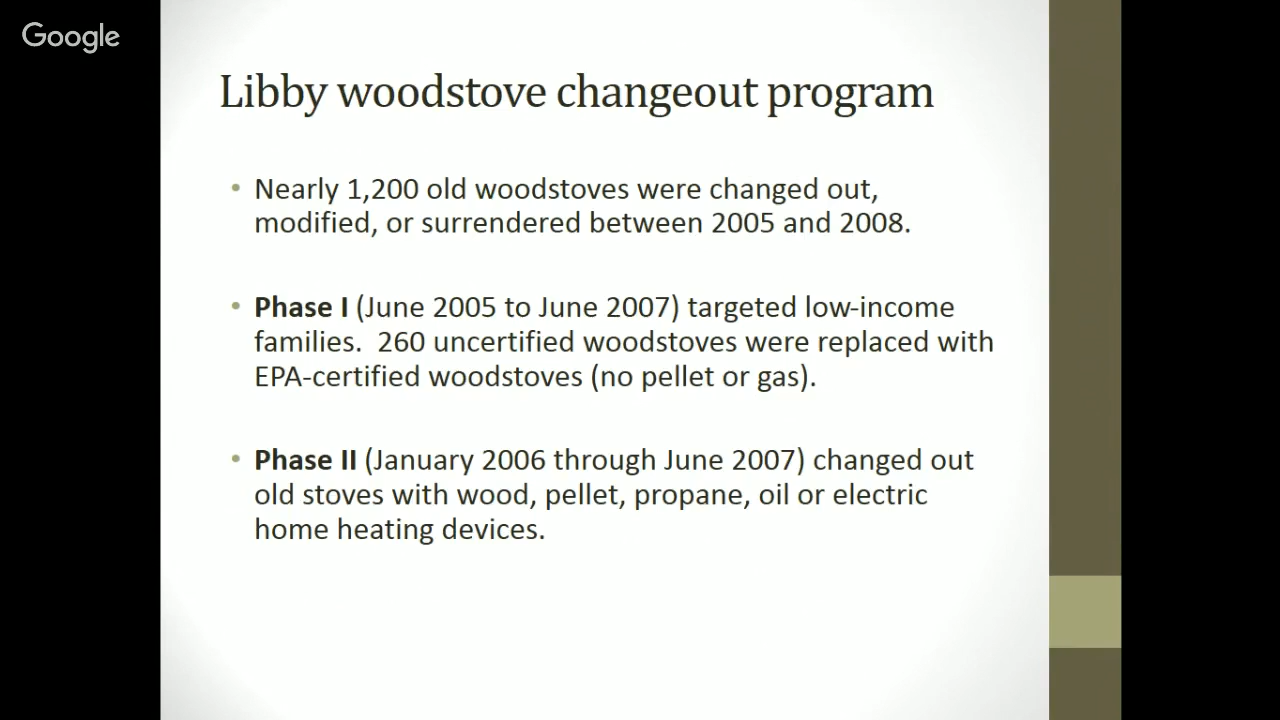 Google
Libby woodstove changeout program
• Nearly 1,200 old woodstoves were changed out,
modified, or surrendered between 2005 and 2008.
• Phase I (June 2005 to June 2007) targeted low-income
families.  260 uncertified woodstoves were replaced with
EPA-certified woodstoves (no pellet or gas).
• Phase II (January 2006 through June 2007) changed out
old stoves with wood, pellet, propane, oil or electric
home heating devices.